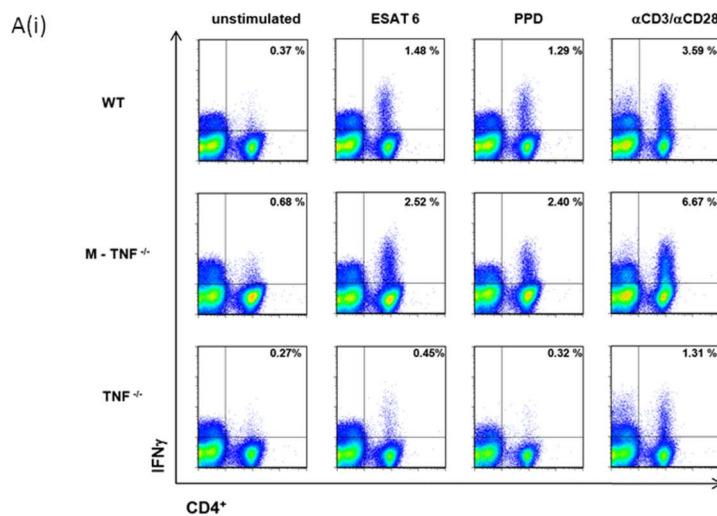 A(i)
unstimulated ESAT 6 PPD αCD3/αCD28
WT 0.37 % 1.48 % 1.29 % 3.59 %
M - TNF -/- 0.68 % 2.52 % 2.40 % 6.67 %
TNF -/- 0.27% 0.45% 0.32 % 1.31 %
IFNγ
CD4⁺